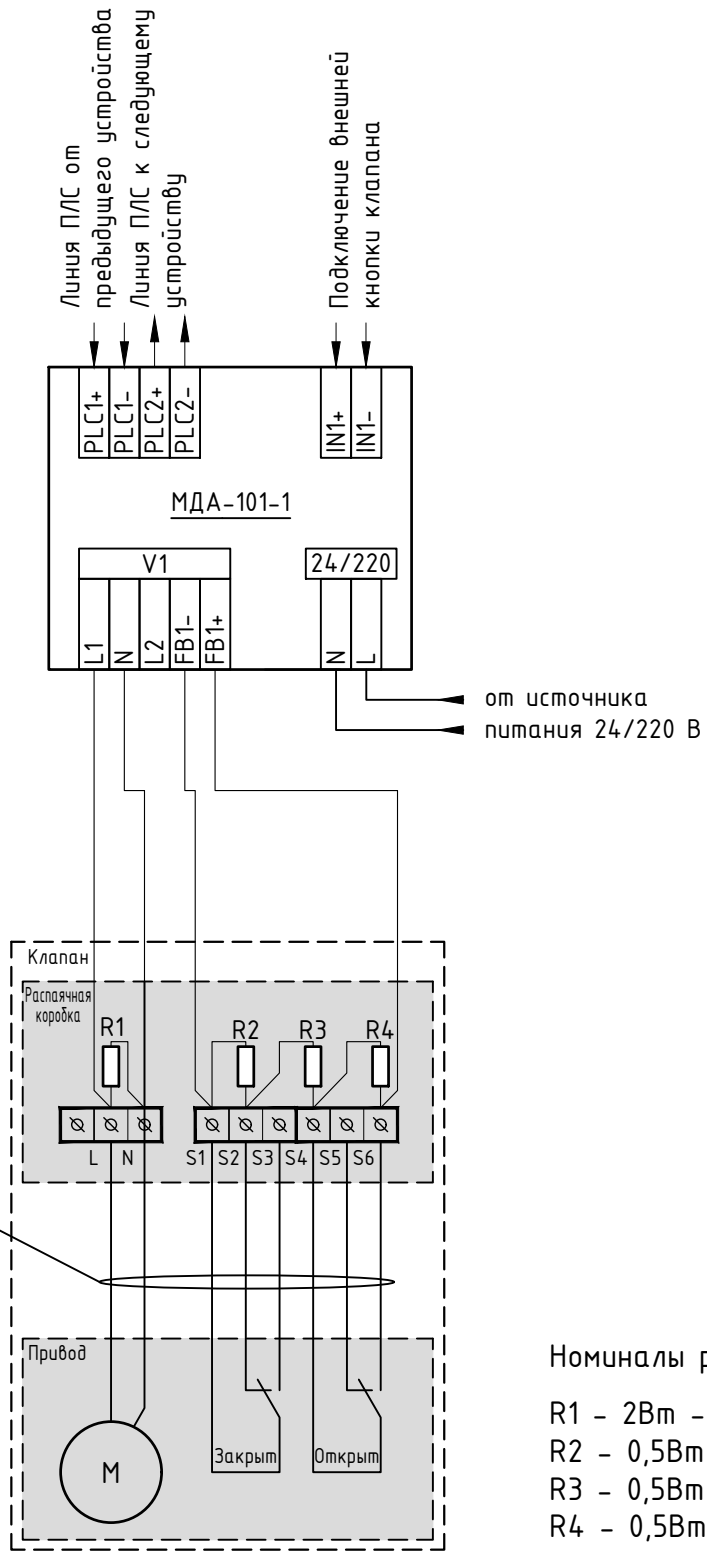 Линия ПЛС от
предыдущего устройства
Линия ПЛС к следующему
устройству
Подключение внешней
кнопки клапана
PLC1+
PLC1-
PLC2+
PLC2-
IN1+
IN1-
МДА-101-1
V1
24/220
L1
N
L2
FB1-
FB1+
N
L
от источника
питания 24/220 В
Клапан
Распаячная
коробка
R1
R2
R3
R4
L
N
S1
S2
S3
S4
S5
S6
Привод
М
Закрыт
Открыт
Номиналы
R1 - 2Вт -
R2 - 0,5Вт
R3 - 0,5Вт
R4 - 0,5Вт